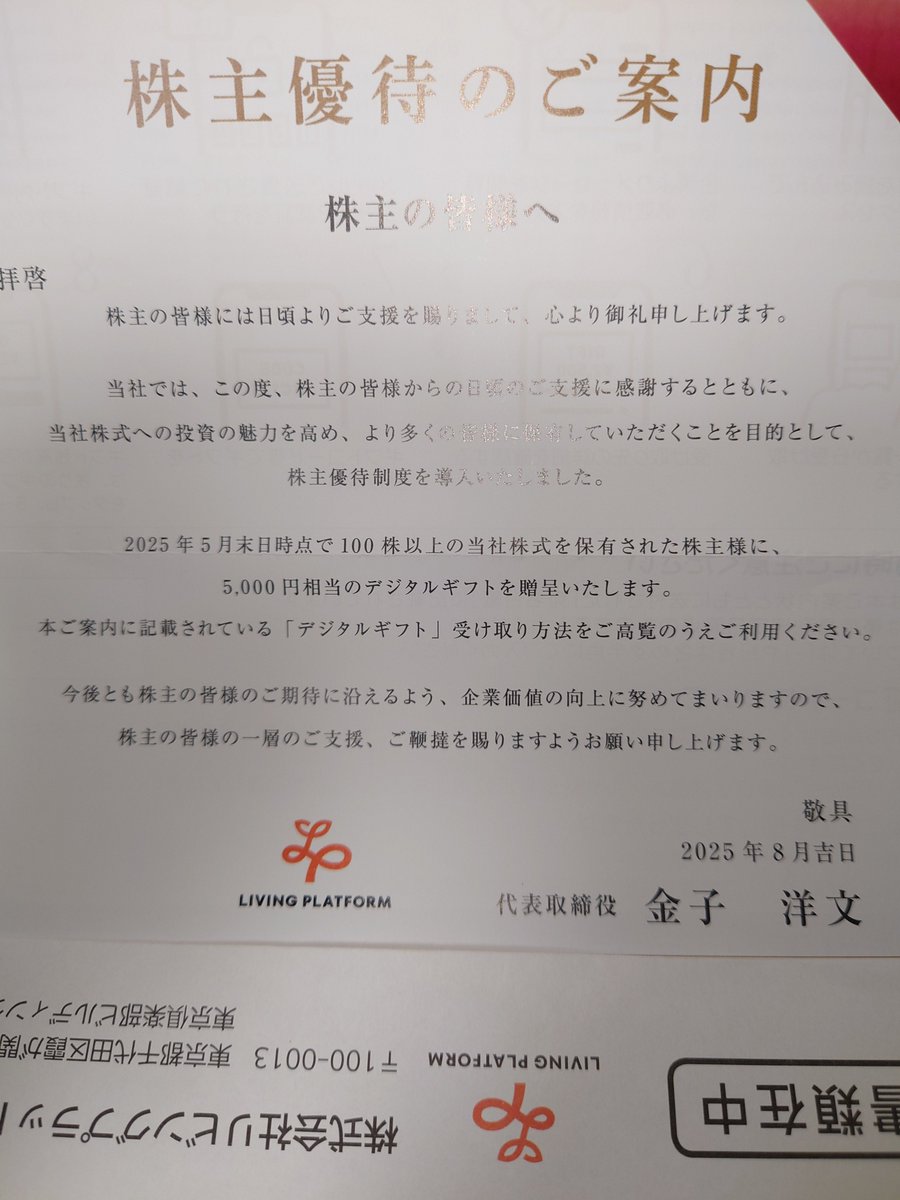 株主優待のご案内
株主の皆様へ
拝啓
株主の皆様には日頃よりご支援を賜りまして、心より御礼申し上げます。
当社では、この度、株主の皆様からの日頃のご支援に感謝するとともに、
当社株式への投資の魅力を高め、より多くの皆様に保有していただくことを目的として、
株主優待制度を導入いたしました。
2025年5月末日時点で100株以上の当社株式を保有された株主様に、
5,000円相当のデジタルギフトを贈呈いたします。
本ご案内に記載されている「デジタルギフト」受け取り方法をご高覧のうえご利用ください。
今後とも株主の皆様のご期待に沿えるよう、企業価値の向上に努めてまいりますので、
株主の皆様の一層のご支援、ご鞭撻を賜りますようお願い申し上げます。
敬具
2025年8月吉日
代表取締役 金子 洋文
LIVING PLATFORM
書類在中
LIVING PLATFORM
株式会社リビングプラット
〒100-0013 東京都千代田区霞が関
東京倶楽部ビルディン